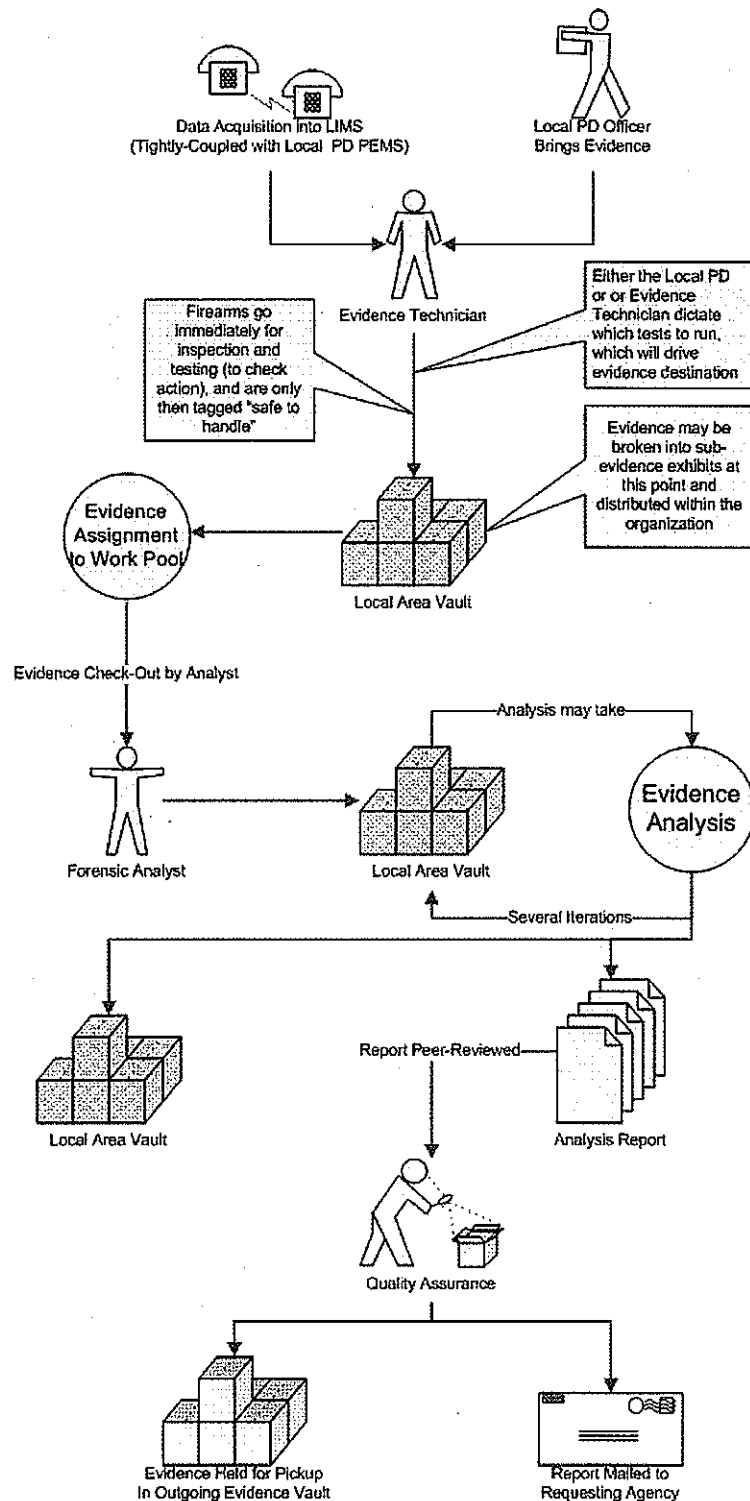 Data Acquisition into LIMS
(Tightly-Coupled with Local PD PEMS)
Local PD Officer
Brings Evidence
Evidence Technician
Firearms go
immediately for
inspection and
testing (to check
action), and are only
then tagged "safe to
handle"
Either the Local PD
or or Evidence
Technician dictate
which tests to run,
which will drive
evidence destination
Evidence may be
broken into sub-
evidence exhibits at
this point and
distributed within the
organization
Evidence
Assignment
to Work Pool
Local Area Vault
Evidence Check-Out by Analyst
Analysis may take
Evidence
Analysis
Forensic Analyst
Local Area Vault
Several Iterations
Local Area Vault
Report Peer-Reviewed
Analysis Report
Quality Assurance
Evidence Held for Pickup
In Outgoing Evidence Vault
Report Mailed to
Requesting Agency